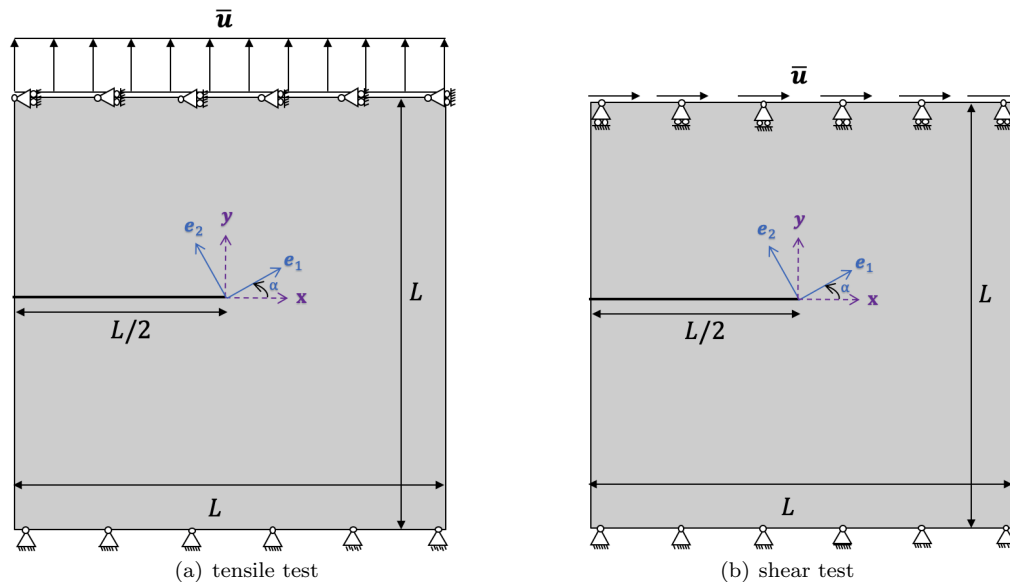 ū
e₂
y
e₁
α
x
L
L/2
L
(a) tensile test
ū
e₂
y
e₁
α
x
L
L/2
L
(b) shear test